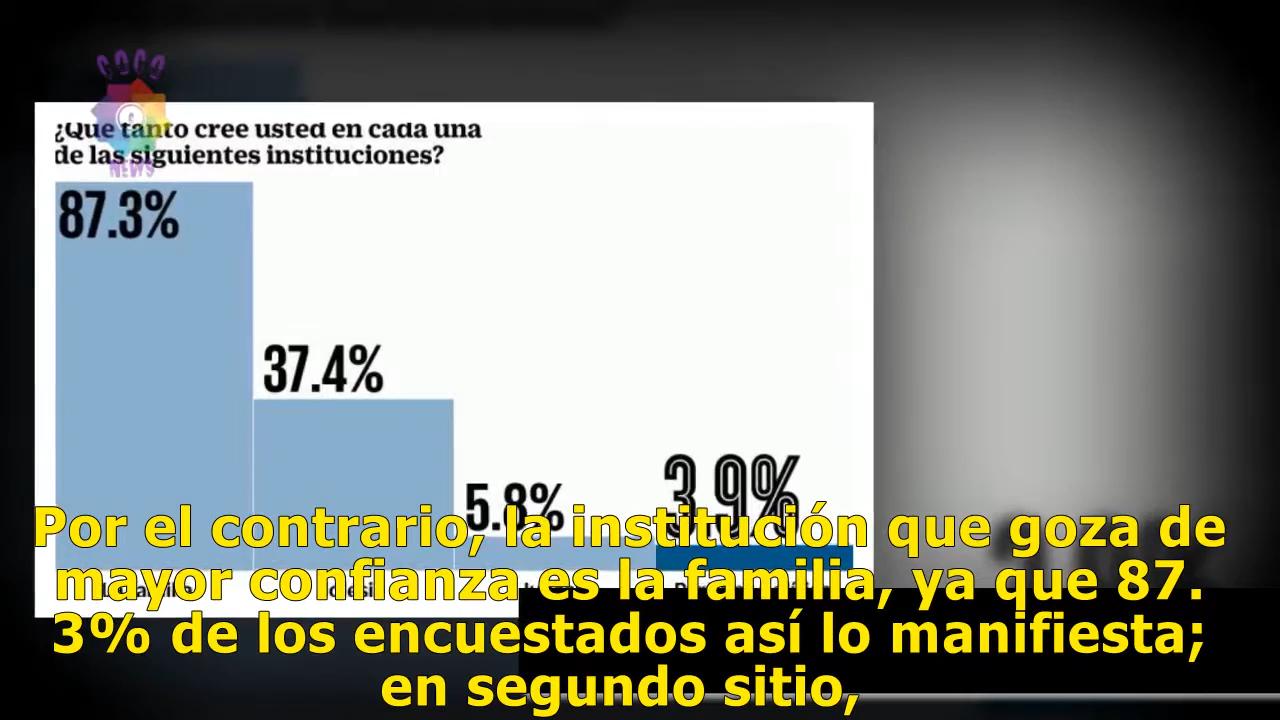 COCO
NEWS
¿Que tanto cree usted en cada una
de las siguientes instituciones?
87.3%
37.4%
5.8%
3.9%
Por el contrario, la institución que goza de
mayor confianza es la familia, ya que 87.
3% de los encuestados así lo manifiesta;
en segundo sitio,